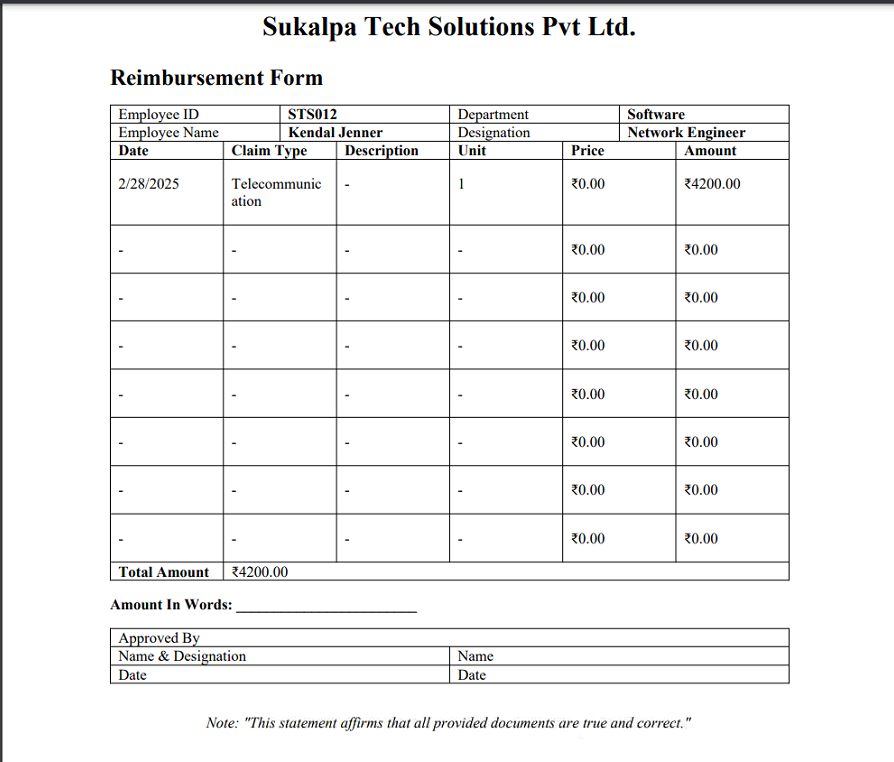 Sukalpa Tech Solutions Pvt Ltd.
Reimbursement Form
Employee ID STS012 Department Software
Employee Name Kendal Jenner Designation Network Engineer
Date Claim Type Description Unit Price Amount
2/28/2025 Telecommunic - 1 ₹0.00 ₹4200.00
ation
- - - - ₹0.00 ₹0.00
- - - - ₹0.00 ₹0.00
- - - - ₹0.00 ₹0.00
- - - - ₹0.00 ₹0.00
- - - - ₹0.00 ₹0.00
- - - - ₹0.00 ₹0.00
- - - - ₹0.00 ₹0.00
Total Amount ₹4200.00
Amount In Words: ________________________
Approved By
Name & Designation Name
Date Date
Note: "This statement affirms that all provided documents are true and correct."